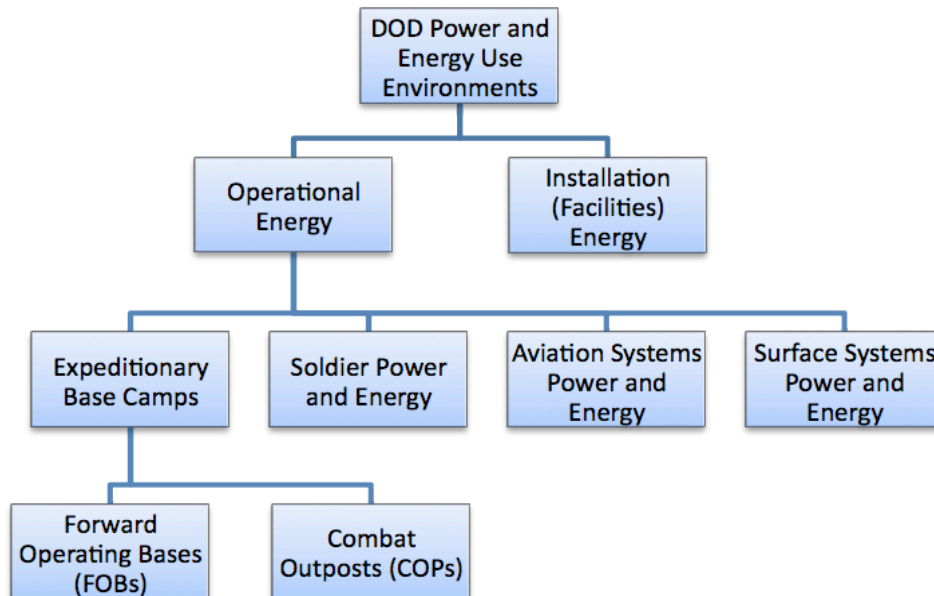 DOD Power and
Energy Use
Environments
Operational
Energy
Installation
(Facilities)
Energy
Expeditionary
Base Camps
Soldier Power
and Energy
Aviation Systems
Power and
Energy
Surface Systems
Power and
Energy
Forward
Operating Bases
(FOBs)
Combat
Outposts (COPs)